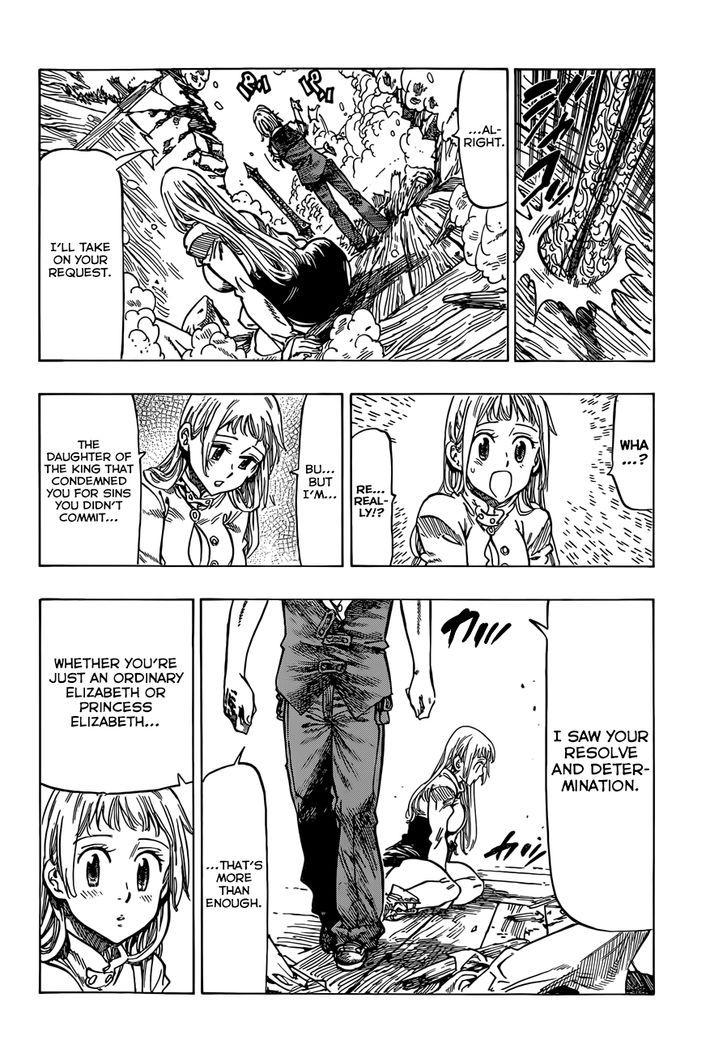 ...AL-
RIGHT.
I'LL TAKE
ON YOUR
REQUEST.
WHA
...?
RE...
REAL-
LY!?
BU...
BUT
I'M...
THE
DAUGHTER OF
THE KING THAT
CONDEMNED
YOU FOR SINS
YOU DIDN'T
COMMIT...
I SAW YOUR
RESOLVE
AND DETER-
MINATION.
WHETHER YOU'RE
JUST AN ORDINARY
ELIZABETH OR
PRINCESS
ELIZABETH...
...THAT'S
MORE
THAN
ENOUGH.